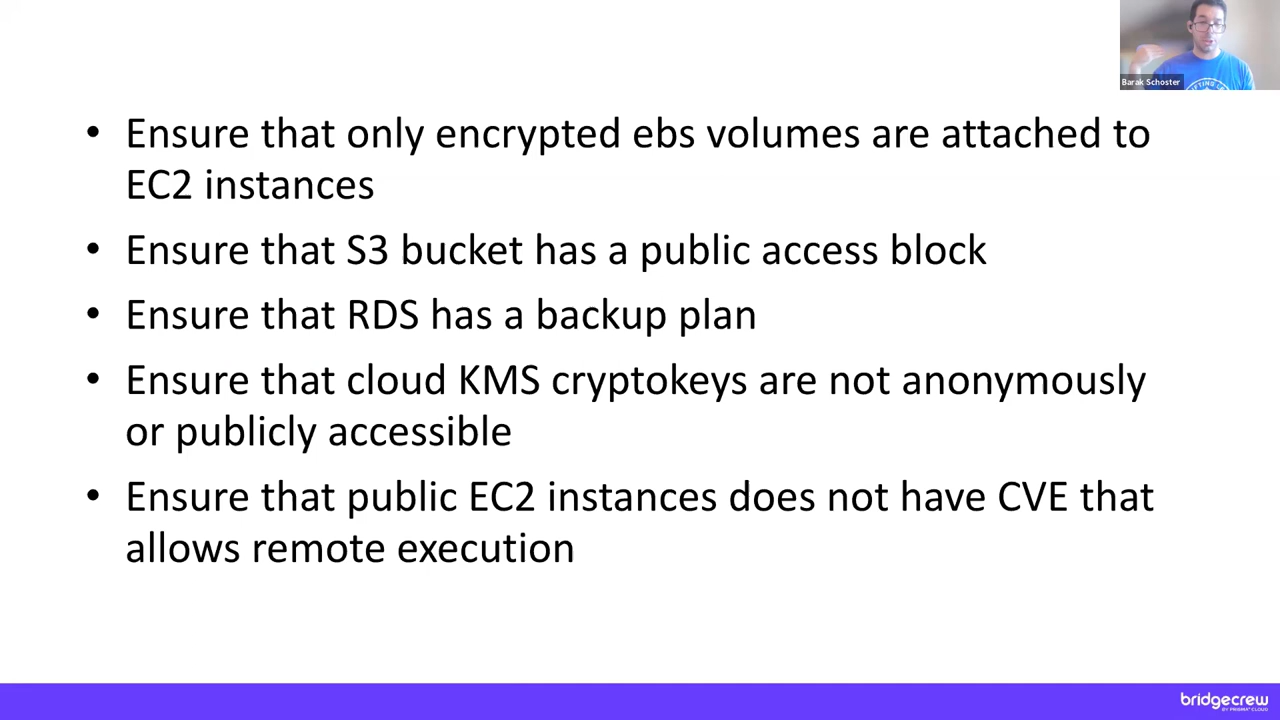 Barak Schoster
• Ensure that only encrypted ebs volumes are attached to
EC2 instances
• Ensure that S3 bucket has a public access block
• Ensure that RDS has a backup plan
• Ensure that cloud KMS cryptokeys are not anonymously
or publicly accessible
• Ensure that public EC2 instances does not have CVE that
allows remote execution
bridgecrew
BY PRISMA CLOUD